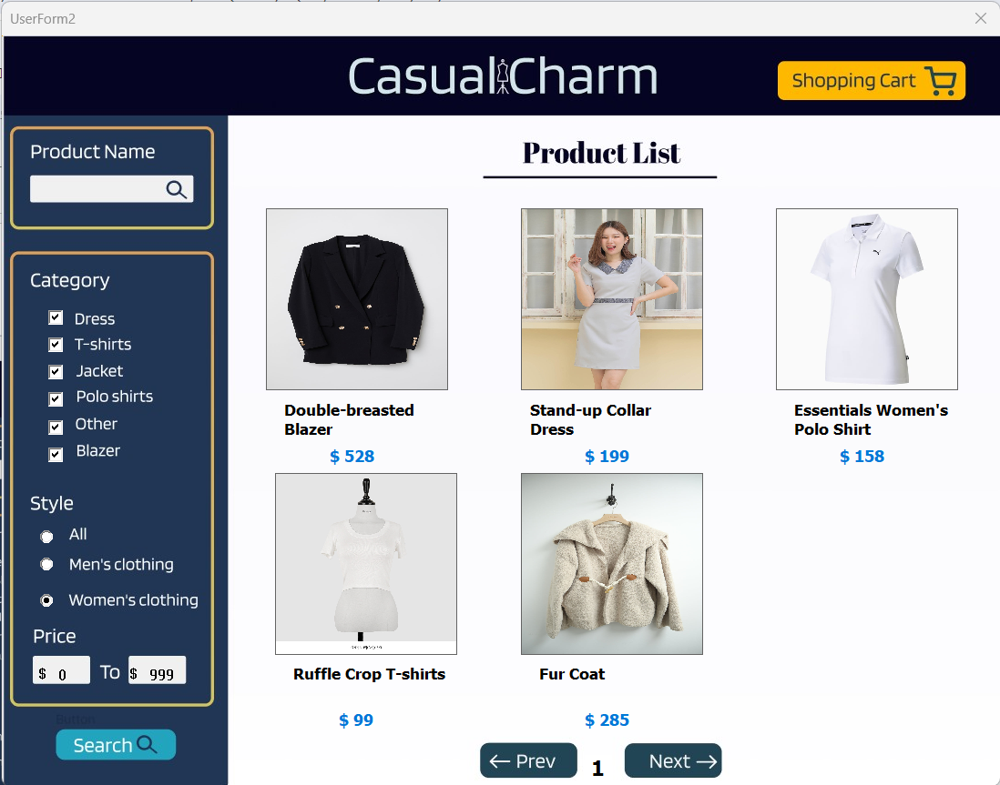 UserForm2
Casual Charm
Shopping Cart
Product Name
Category
Dress
T-shirts
Jacket
Polo shirts
Other
Blazer
Style
All
Men's clothing
Women's clothing
Price
$ 0 To $ 999
Button
Search
Product List
Double-breasted
Blazer
$ 528
Stand-up Collar
Dress
$ 199
Essentials Women's
Polo Shirt
$ 158
Ruffle Crop T-shirts
$ 99
Fur Coat
$ 285
← Prev
1
Next →